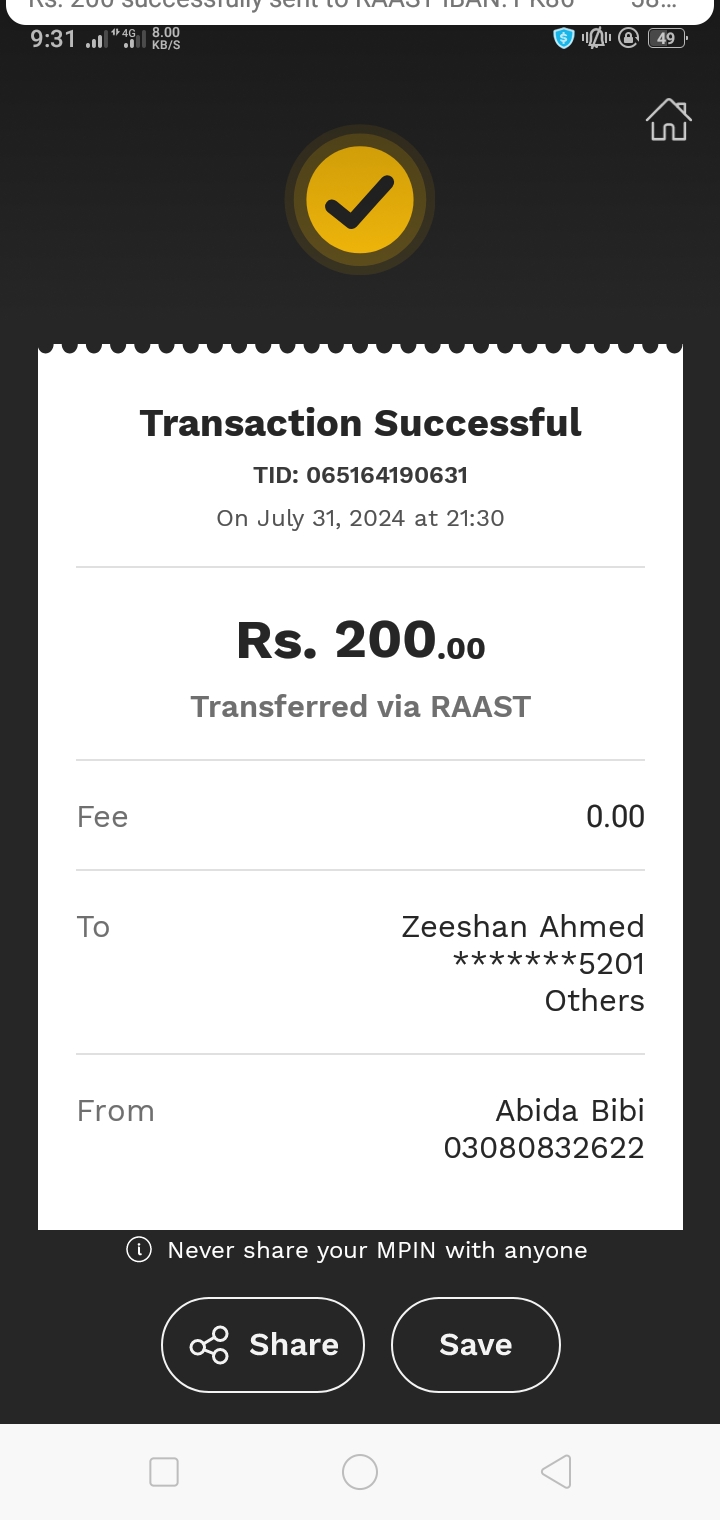 Rs. 200 successfully sent to RAAST IBAN: PK80
9:31 4G 8.00 KB/S 49
Transaction Successful
TID: 065164190631
On July 31, 2024 at 21:30
Rs. 200.00
Transferred via RAAST
Fee 0.00
To Zeeshan Ahmed
*******5201
Others
From Abida Bibi
03080832622
Never share your MPIN with anyone
Share Save